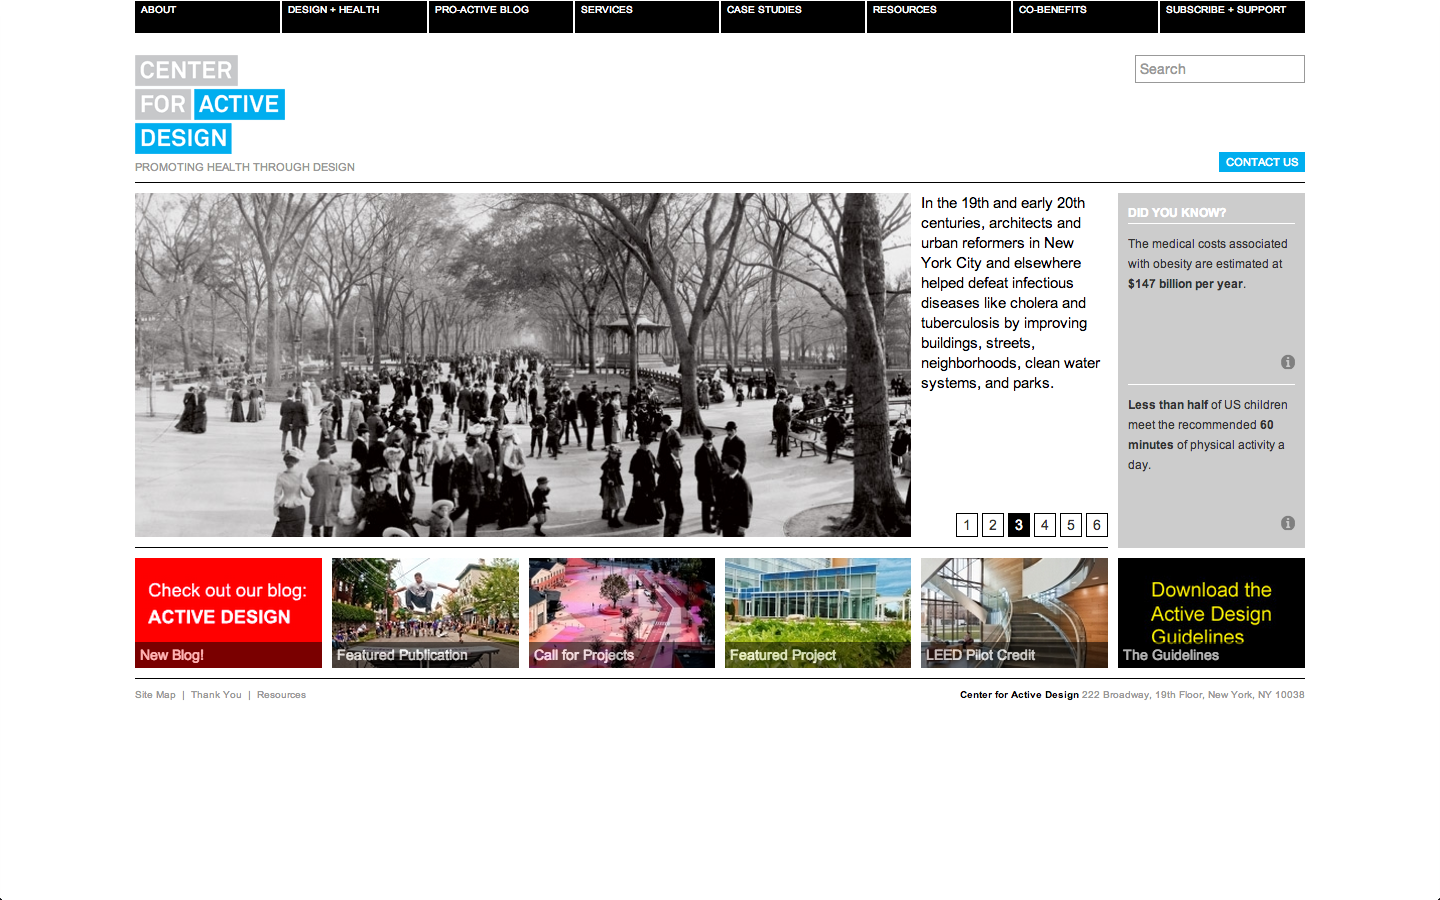 ABOUT
DESIGN + HEALTH
PRO-ACTIVE BLOG
SERVICES
CASE STUDIES
RESOURCES
CO-BENEFITS
SUBSCRIBE + SUPPORT
CENTER
FOR ACTIVE
DESIGN
PROMOTING HEALTH THROUGH DESIGN
Search
CONTACT US
In the 19th and early 20th
centuries, architects and
urban reformers in New
York City and elsewhere
helped defeat infectious
diseases like cholera and
tuberculosis by improving
buildings, streets,
neighborhoods, clean water
systems, and parks.
1 2 3 4 5 6
DID YOU KNOW?
The medical costs associated
with obesity are estimated at
$147 billion per year.
i
Less than half of US children
meet the recommended 60
minutes of physical activity a
day.
i
Check out our blog:
ACTIVE DESIGN
New Blog!
Featured Publication
Call for Projects
Featured Project
LEED Pilot Credit
Download the
Active Design
Guidelines
The Guidelines
Site Map | Thank You | Resources
Center for Active Design 222 Broadway, 19th Floor, New York, NY 10038